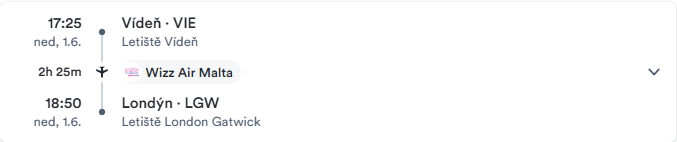 17:25 Vídeň · VIE
ned, 1.6. Letiště Vídeň
2h 25m Wizz Air Malta
18:50 Londýn · LGW
ned, 1.6. Letiště London Gatwick